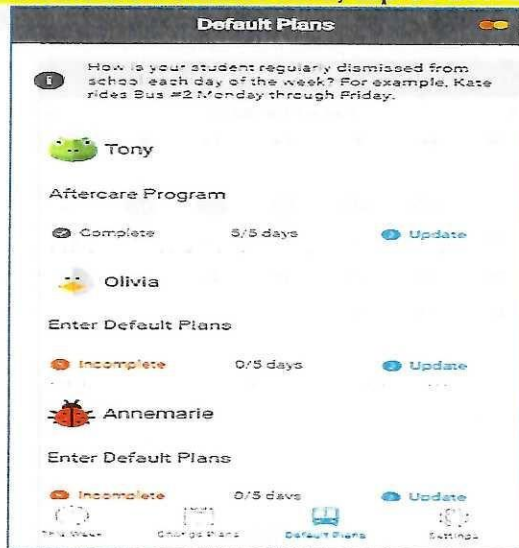 Default Plans
How is your student regularly dismissed from
school each day of the week? For example, Kate
rides Bus #2 Monday through Friday.
Tony
Aftercare Program
Complete 5/5 days Update
Olivia
Enter Default Plans
Incomplete 0/5 days Update
Annemarie
Enter Default Plans
Incomplete 0/5 days Update
This Week Change Plans Default Plans Settings